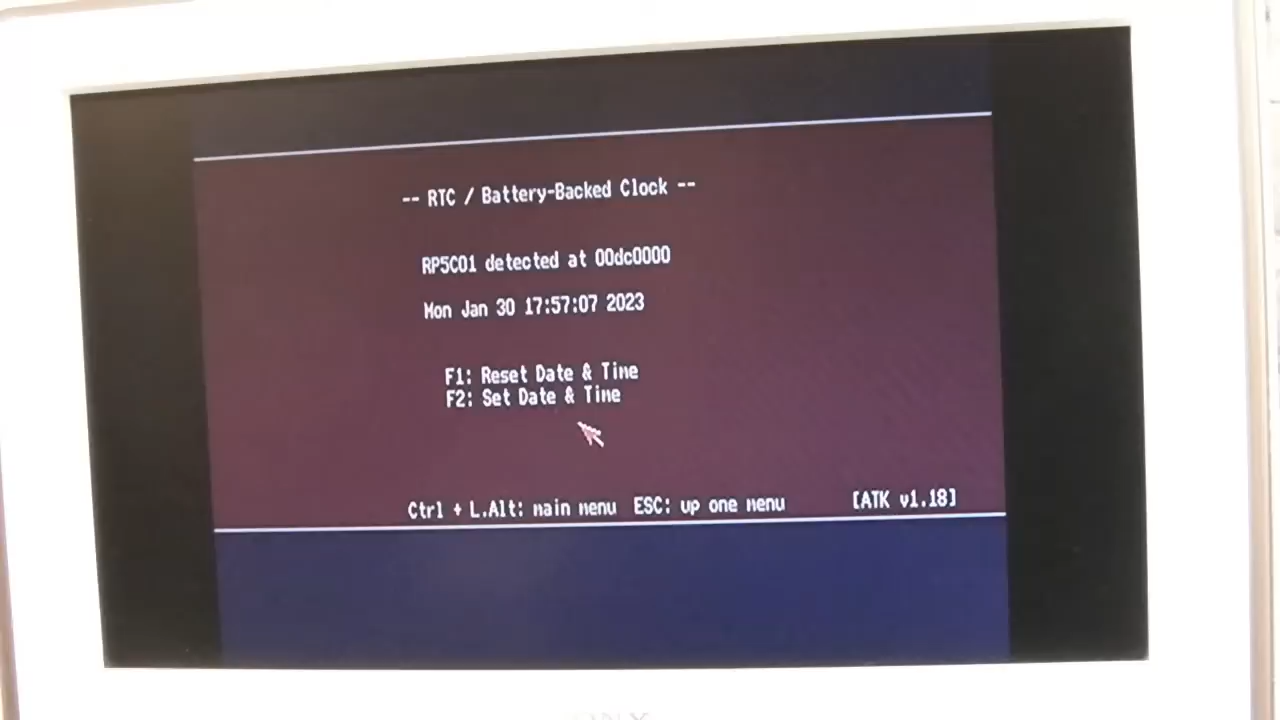 -- RTC / Battery-Backed Clock --
RP5C01 detected at 00dc0000
Mon Jan 30 17:57:07 2023
F1: Reset Date & Time
F2: Set Date & Time
Ctrl + L.Alt: main menu ESC: up one menu [ATK v1.18]